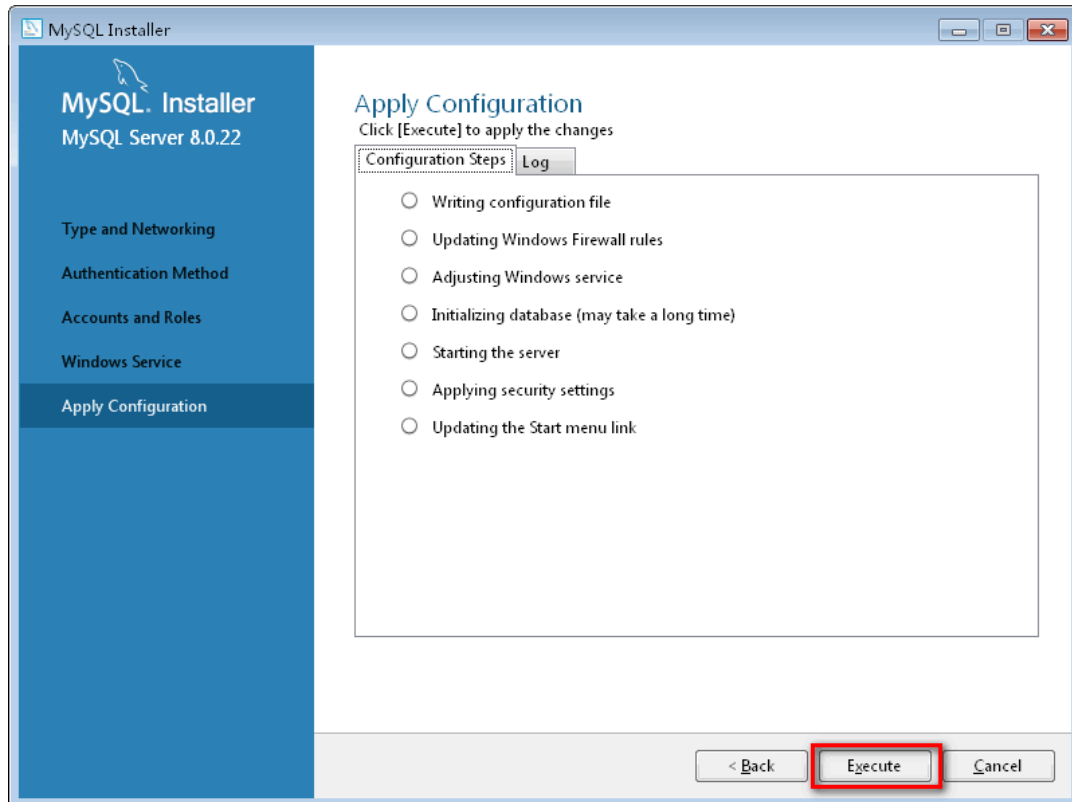 MySQL Installer
MySQL. Installer
MySQL Server 8.0.22
Type and Networking
Authentication Method
Accounts and Roles
Windows Service
Apply Configuration
Apply Configuration
Click [Execute] to apply the changes
Configuration Steps Log
Writing configuration file
Updating Windows Firewall rules
Adjusting Windows service
Initializing database (may take a long time)
Starting the server
Applying security settings
Updating the Start menu link
< Back Execute Cancel